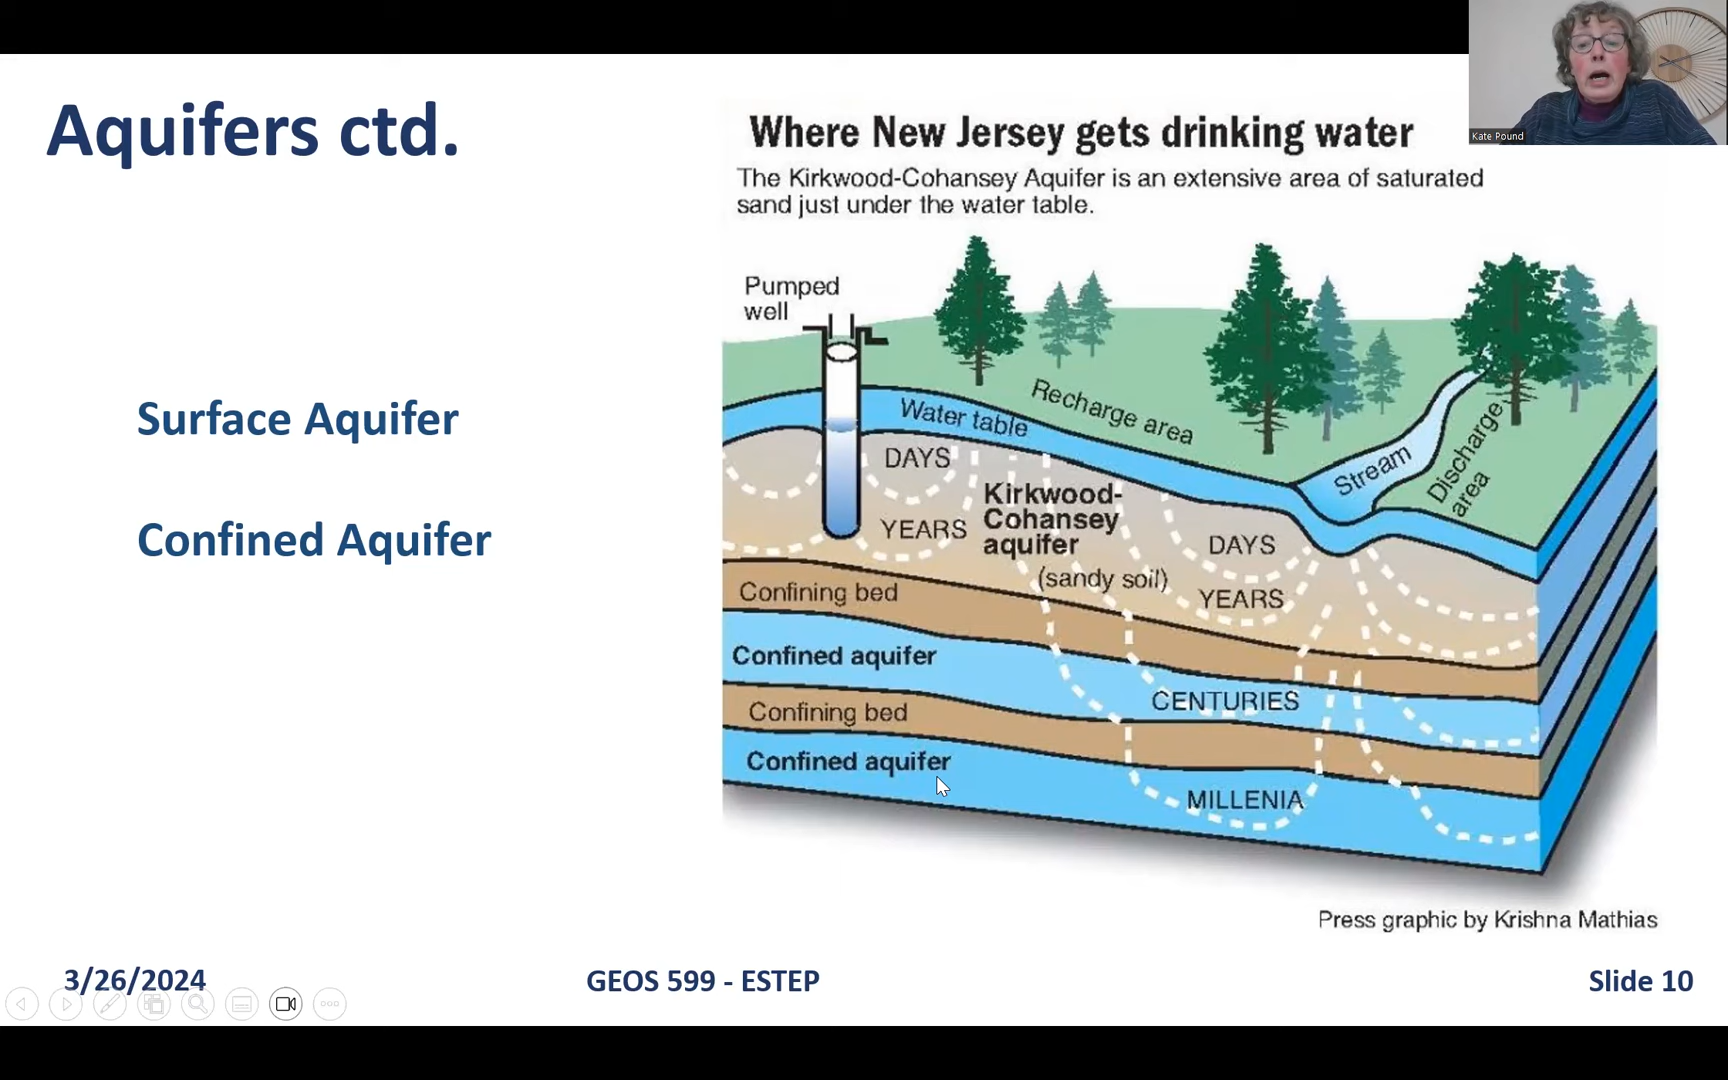 Aquifers ctd.
Kate Pound
Where New Jersey gets drinking water
The Kirkwood-Cohansey Aquifer is an extensive area of saturated
sand just under the water table.
Pumped
well
Recharge area
Water table
Stream
Discharge
area
Surface Aquifer
DAYS
Kirkwood-
Cohansey
aquifer
YEARS
DAYS
(sandy soil)
YEARS
Confined Aquifer
Confining bed
Confined aquifer
CENTURIES
Confining bed
Confined aquifer
MILLENIA
Press graphic by Krishna Mathias
3/26/2024
GEOS 599 - ESTEP
Slide 10